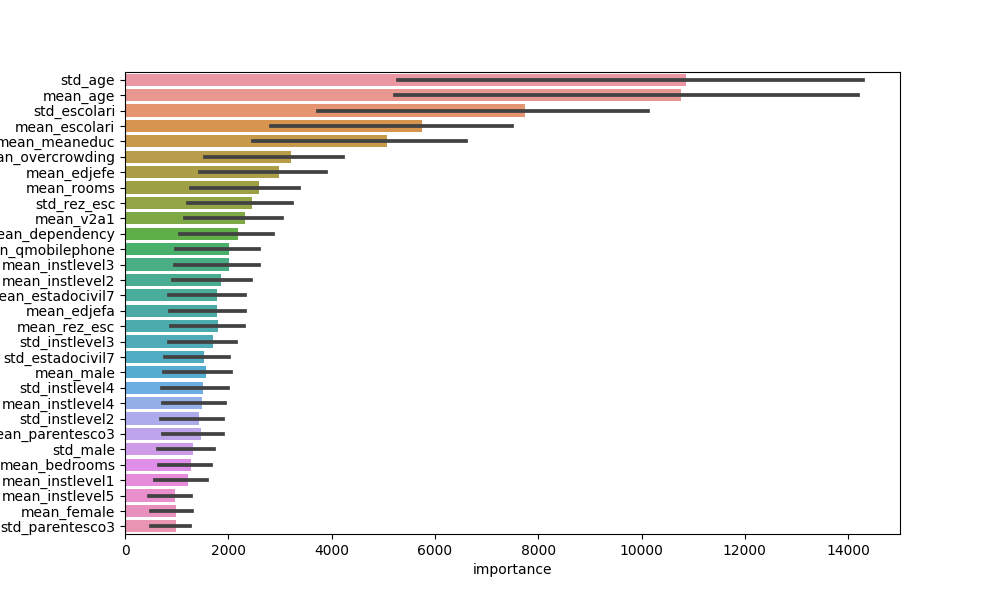 std_age
mean_age
std_escolari
mean_escolari
mean_meaneduc
an_overcrowding
mean_edjefe
mean_rooms
std_rez_esc
mean_v2a1
ean_dependency
n_qmobilephone
mean_instlevel3
mean_instlevel2
ean_estadocivil7
mean_edjefa
mean_rez_esc
std_instlevel3
std_estadocivil7
mean_male
std_instlevel4
mean_instlevel4
std_instlevel2
ean_parentesco3
std_male
mean_bedrooms
mean_instlevel1
mean_instlevel5
mean_female
std_parentesco3
0 2000 4000 6000 8000 10000 12000 14000
importance